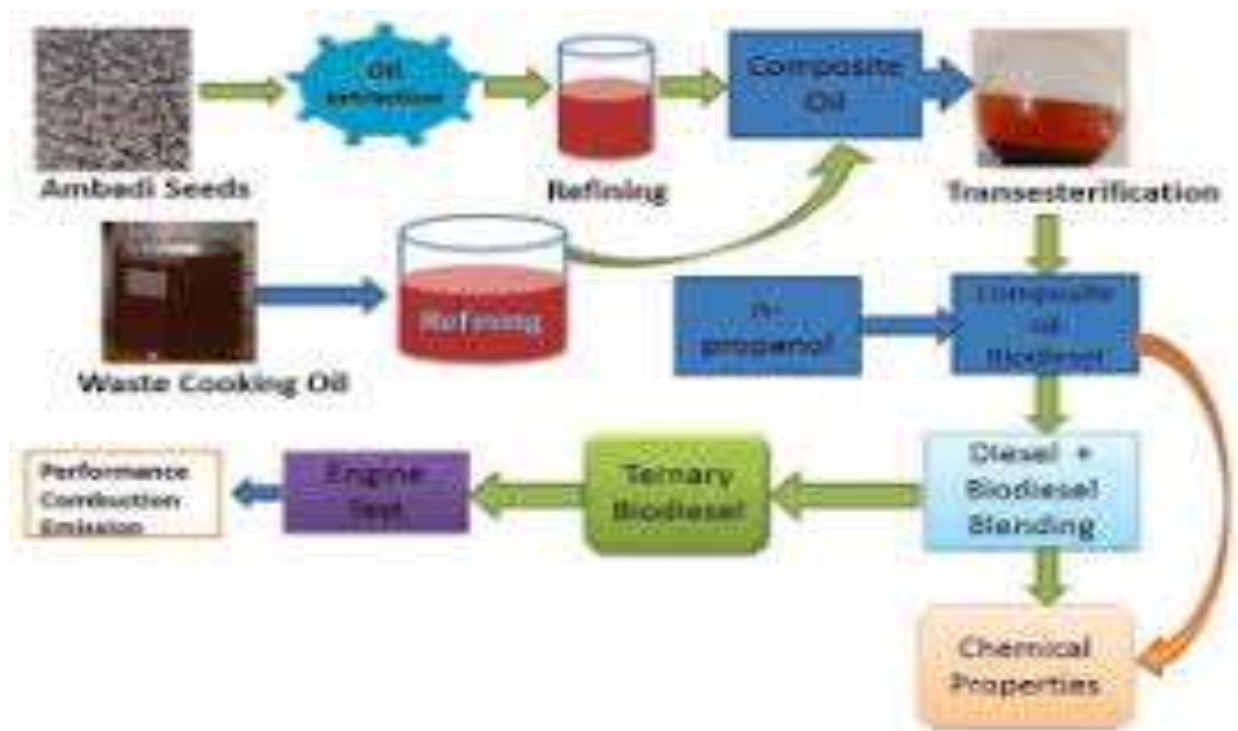 Oil
extraction
Composite
Oil
Ambadi Seeds
Refining
Transesterification
Refining
Waste Cooking Oil
n-
propanol
Composite
oil
Biodiesel
Performance
Combustion
Emission
Engine
Test
Ternary
Biodiesel
Diesel +
Biodiesel
Blending
Chemical
Properties